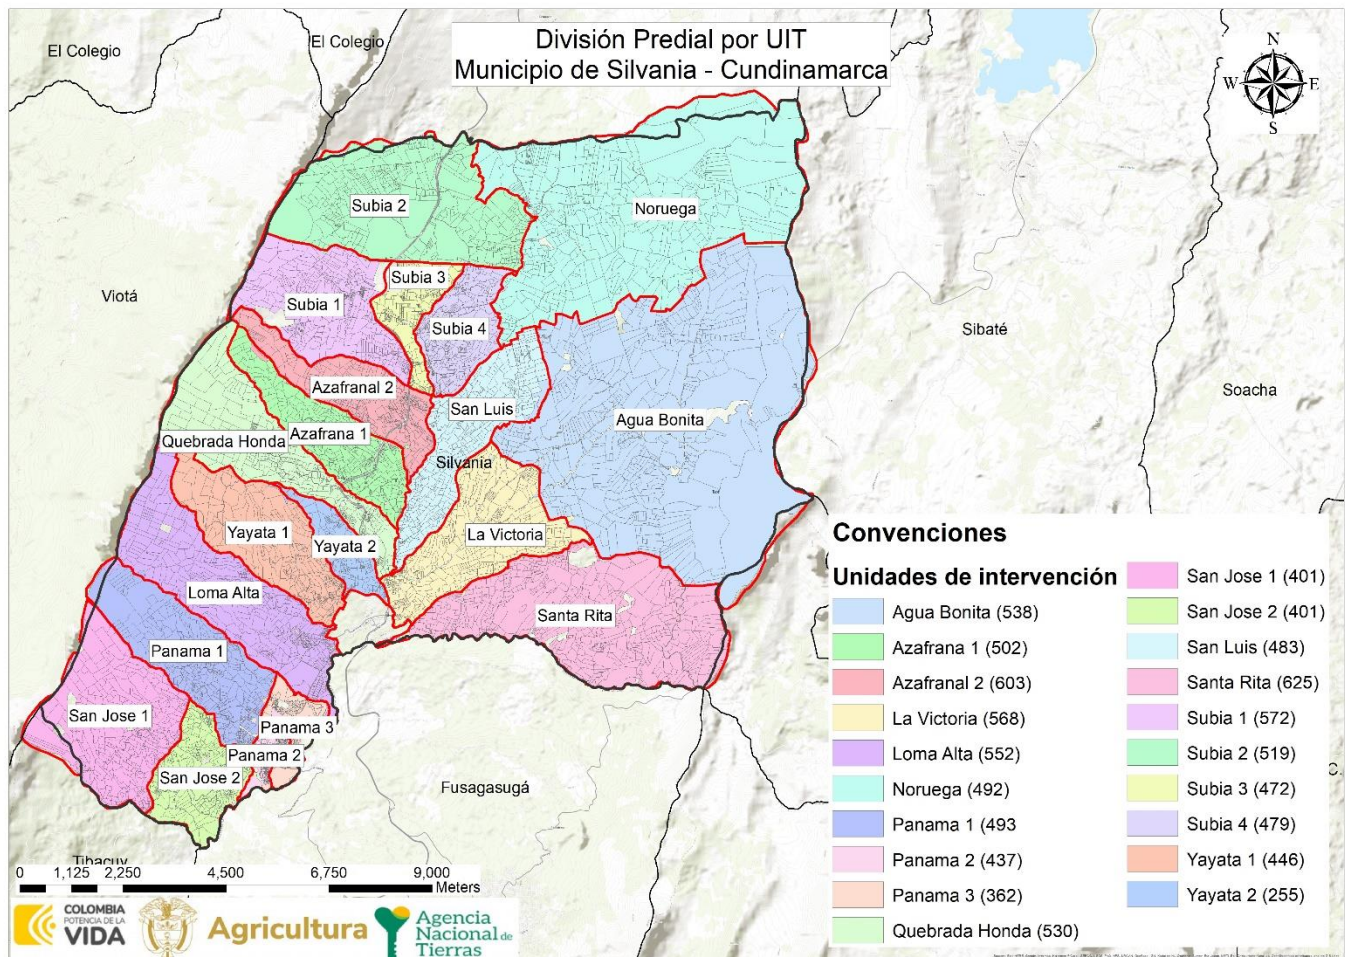 División Predial por UIT
Municipio de Silvania - Cundinamarca
El Colegio
El Colegio
N
W E
S
Subia 2
Noruega
Viotá
Subia 3
Subia 1
Subia 4
Sibaté
Azafranal 2
San Luis
Soacha
Agua Bonita
Azafrana 1
Quebrada Honda
Silvania
Yayata 1
Yayata 2
La Victoria
Loma Alta
Santa Rita
Panama 1
San Jose 1
Panama 3
Panama 2
San Jose 2
Fusagasugá
Tibacuy
C.
Convenciones
Unidades de intervención
Agua Bonita (538)
Azafrana 1 (502)
Azafranal 2 (603)
La Victoria (568)
Loma Alta (552)
Noruega (492)
Panama 1 (493
Panama 2 (437)
Panama 3 (362)
Quebrada Honda (530)
San Jose 1 (401)
San Jose 2 (401)
San Luis (483)
Santa Rita (625)
Subia 1 (572)
Subia 2 (519)
Subia 3 (472)
Subia 4 (479)
Yayata 1 (446)
Yayata 2 (255)
0 1,125 2,250 4,500 6,750 9,000
Meters
COLOMBIA
POTENCIA DE LA
VIDA
Agricultura
Agencia
Nacional de
Tierras